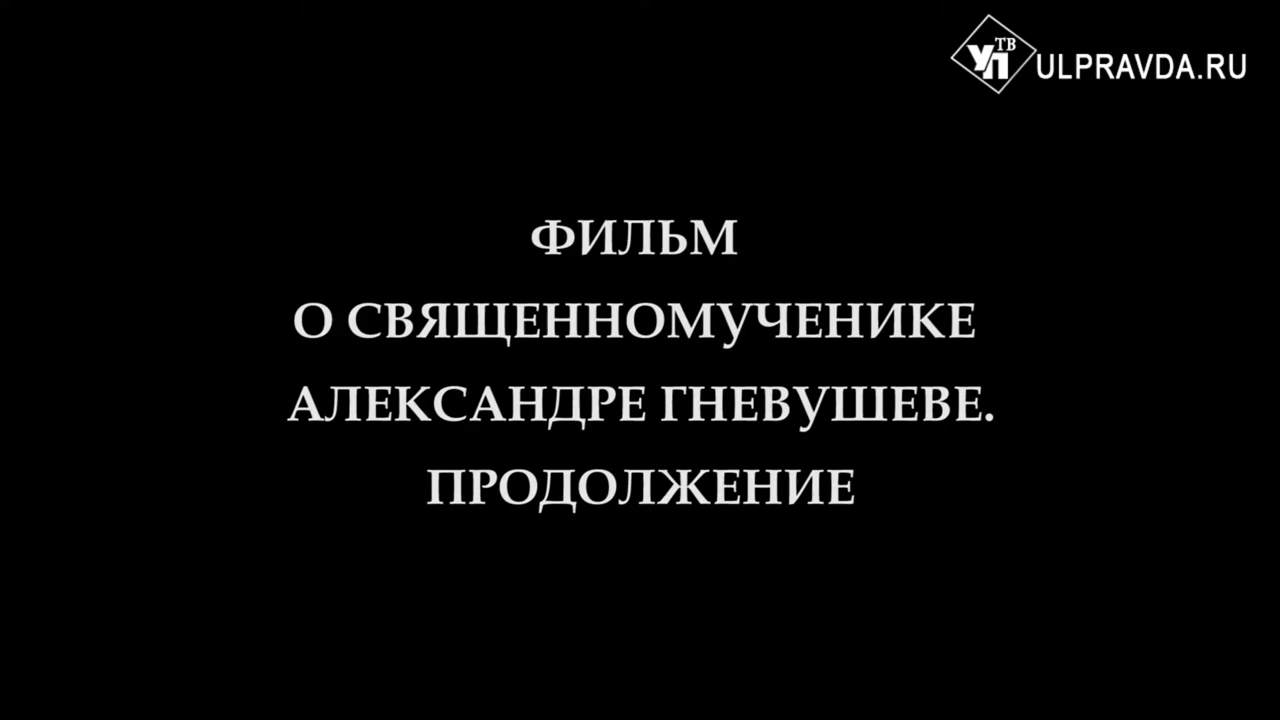 ТВ
УП
ULPRAVDA.RU
ФИЛЬМ
О СВЯЩЕННОМУЧЕНИКЕ
АЛЕКСАНДРЕ ГНЕВУШЕВЕ.
ПРОДОЛЖЕНИЕ